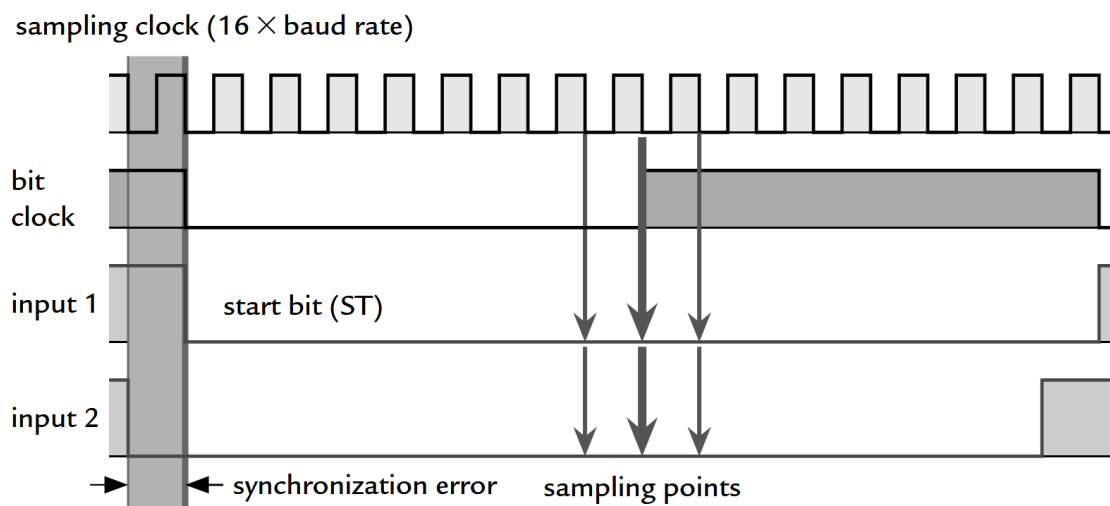 sampling clock (16 × baud rate)
bit
clock
input 1
start bit (ST)
input 2
synchronization error
sampling points